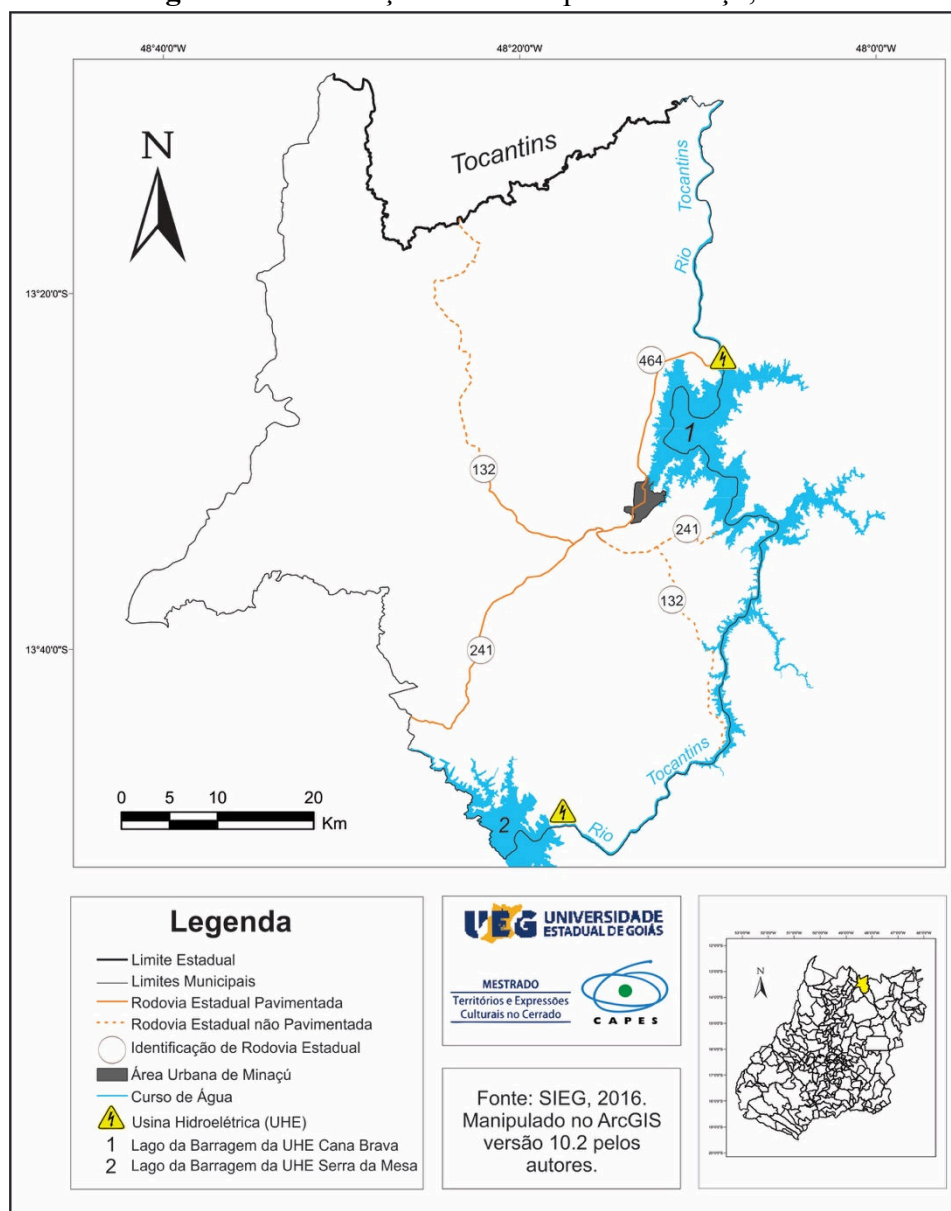 48°40'0"W 48°20'0"W 48°0'0"W
N
Tocantins
Rio Tocantins
13°20'0"S
464
1
132
241
132
13°40'0"S
241
Rio Tocantins
2
0 5 10 20
Km
Legenda
Limite Estadual
Limites Municipais
Rodovia Estadual Pavimentada
Rodovia Estadual não Pavimentada
Identificação de Rodovia Estadual
Área Urbana de Minaçú
Curso de Água
Usina Hidroelétrica (UHE)
1 Lago da Barragem da UHE Cana Brava
2 Lago da Barragem da UHE Serra da Mesa
UEG UNIVERSIDADE
ESTADUAL DE GOIÁS
MESTRADO
Territórios e Expressões
Culturais no Cerrado
CAPES
Fonte: SIEG, 2016.
Manipulado no ArcGIS
versão 10.2 pelos
autores.
N